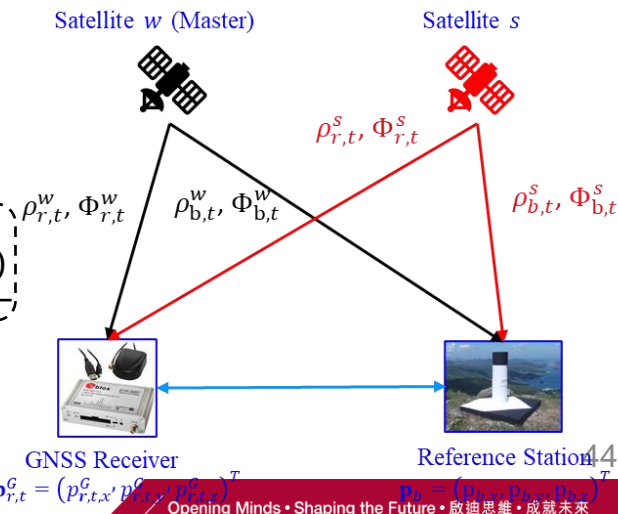 Satellite w (Master)
Satellite s
ρ^s_{r,t}, Φ^s_{r,t}
ρ^w_{r,t}, Φ^w_{r,t}
ρ^w_{b,t}, Φ^w_{b,t}
ρ^s_{b,t}, Φ^s_{b,t}
)
ublox
GNSS Receiver
Reference Station
44
p^G_{r,t} = (p^G_{r,t,x}, p^G_{r,t,y}, p^G_{r,t,z})^T
p_b = (p_{b,x}, p_{b,y}, p_{b,z})^T
Opening Minds • Shaping the Future • 啟迪思維 • 成就未來